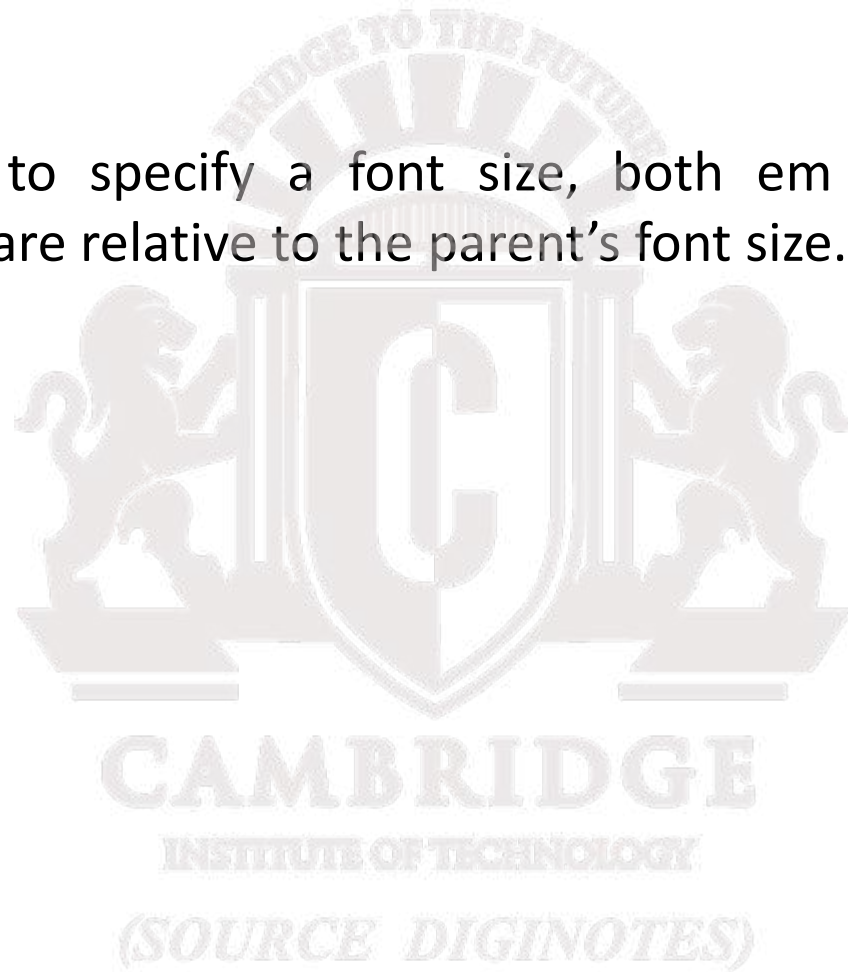 BRIDGE TO THE FUTURE
to specify a font size, both em
are relative to the parent's font size.
C
CAMBRIDGE
INSTITUTE OF TECHNOLOGY
(SOURCE DIGINOTES)